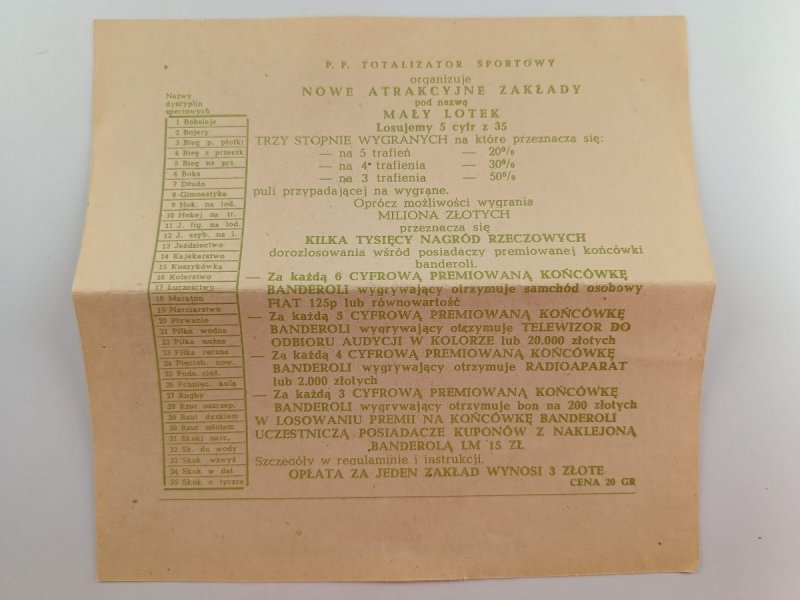 P. P. TOTALIZATOR SPORTOWY
organizuje
NOWE ATRAKCYJNE ZAKŁADY
pod nazwą
MAŁY LOTEK
Losujemy 5 cyfr z 35
TRZY STOPNIE WYGRANYCH na które przeznacza się:
— na 5 trafień — 20%
— na 4 trafienia — 30%
— na 3 trafienia — 50%
puli przypadającej na wygrane.
Oprócz możliwości wygrania
MILIONA ZŁOTYCH
przeznacza się
KILKA TYSIĘCY NAGRÓD RZECZOWYCH
dorozlosowania wśród posiadaczy premiowanej końcówki
banderoli.
— Za każdą 6 CYFROWĄ PREMIOWANĄ KOŃCÓWKĘ
BANDEROLI wygrywający otrzymuje samchód osobowy
FIAT 125p lub równowartość
— Za każdą 5 CYFROWĄ PREMIOWANĄ KOŃCÓWKĘ
BANDEROLI wygrywający otrzymuje TELEWIZOR DO
ODBIORU AUDYCJI W KOLORZE lub 20.000 złotych
— Za każdą 4 CYFROWĄ PREMIOWANĄ KOŃCÓWKĘ
BANDEROLI wygrywający otrzymuje RADIOAPARAT
lub 2.000 złotych
— Za każdą 3 CYFROWĄ PREMIOWANĄ KOŃCÓWKĘ
BANDEROLI wygrywający otrzymuje bon na 200 złotych
W LOSOWANIU PREMII NA KOŃCÓWKĘ BANDEROLI
UCZESTNICZĄ POSIADACZE KUPONÓW Z NAKLEJONĄ
BANDEROLĄ LM 15 ZŁ
Szczegóły w regulaminie i instrukcji.
OPŁATA ZA JEDEN ZAKŁAD WYNOSI 3 ZŁOTE
CENA 20 GR
Nazwy
dyscyplin
sportowych
1 Bobsleje
2 Bojery
3 Bieg p. płotki
4 Bieg z przeszk
5 Bieg na prz.
6 Boks
7 Dżudo
8 Gimnastyka
9 Hok. na lod.
10 Hokej na tr.
11 J. fig. na lod.
12 J. szyb. na l.
13 Jeździectwo
14 Kajakarstwo
15 Koszykówka
16 Kolarstwo
17 Łucznictwo
18 Maraton
19 Narciarstwo
20 Pływanie
21 Piłka wodna
22 Piłka nożna
23 Piłka ręczna
24 Pięciob. now.
25 Podn. cięż.
26 Pchnięc. kulą
27 Rugby
28 Rzut oszczep.
29 Rzut dyskiem
30 Rzut młotem
31 Skoki narc.
32 Sk. do wody
33 Skok wzwyż
34 Skok w dal
35 Skok o tyczce